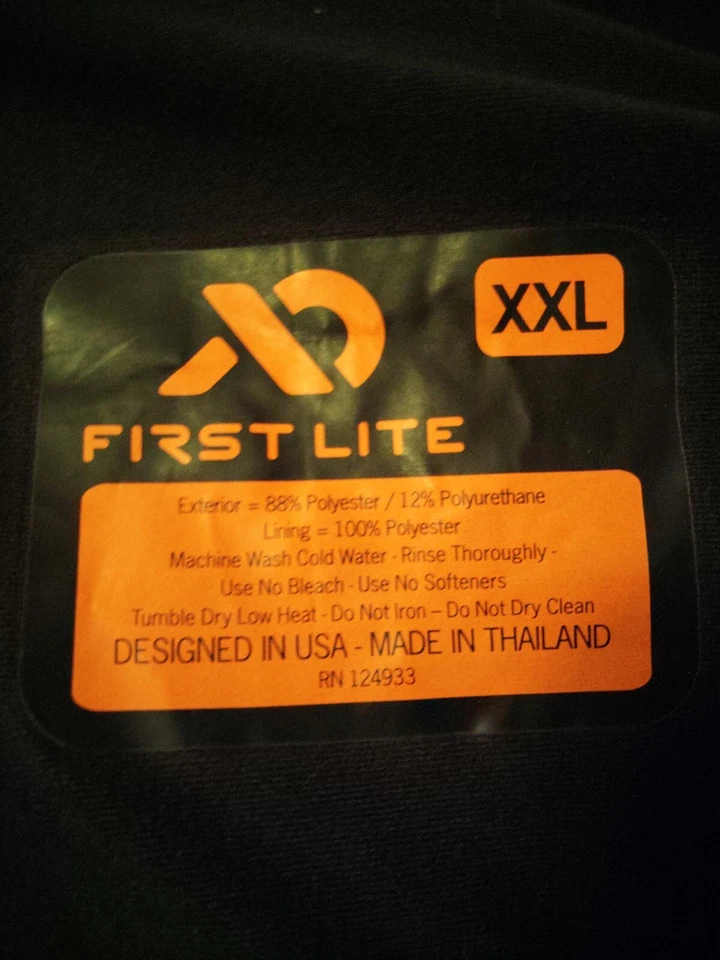 XXL
FIRST LITE
Exterior = 88% Polyester / 12% Polyurethane
Lining = 100% Polyester
Machine Wash Cold Water - Rinse Thoroughly -
Use No Bleach - Use No Softeners
Tumble Dry Low Heat - Do Not Iron – Do Not Dry Clean
DESIGNED IN USA - MADE IN THAILAND
RN 124933